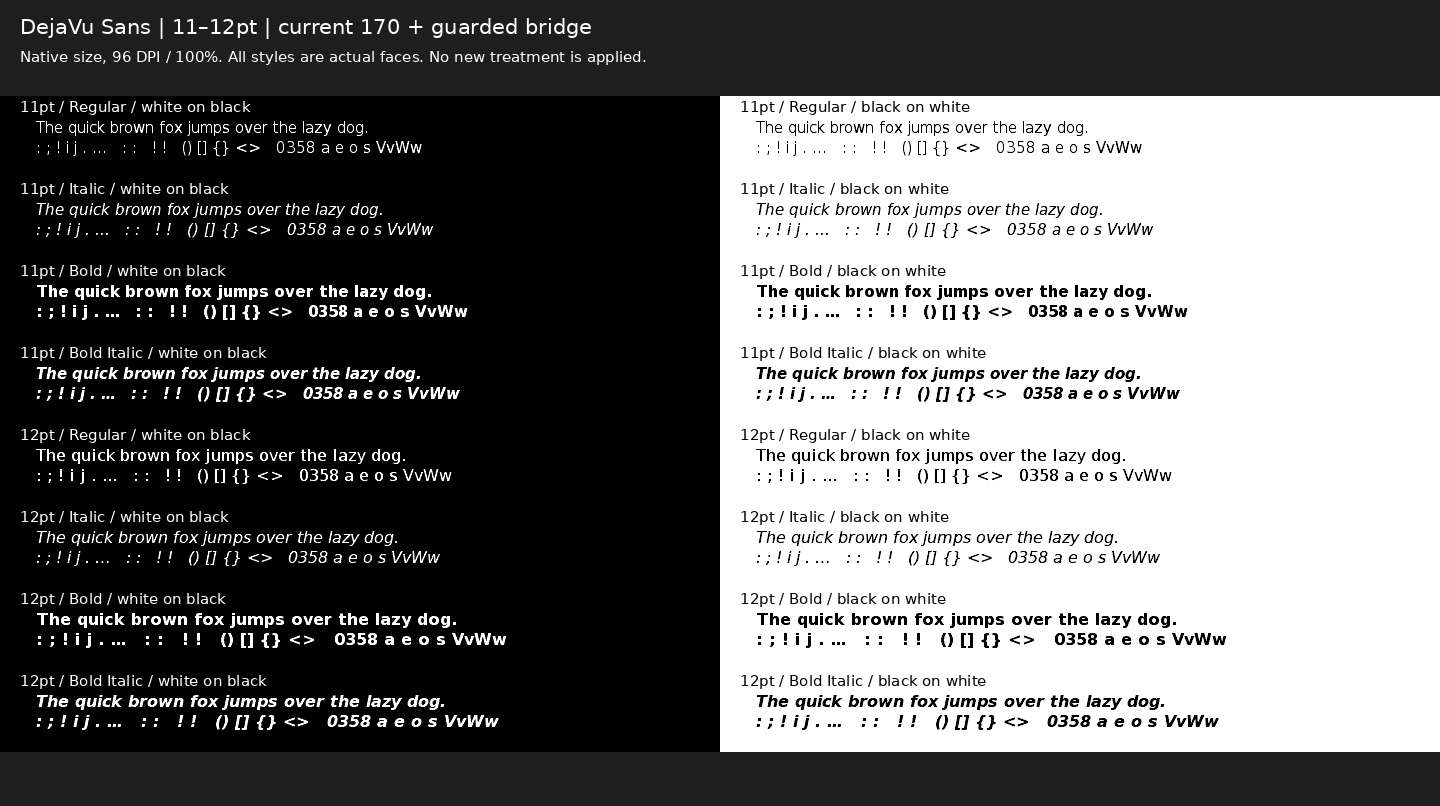 DejaVu Sans | 11–12pt | current 170 + guarded bridge
Native size, 96 DPI / 100%. All styles are actual faces. No new treatment is applied.
11pt / Regular / white on black
The quick brown fox jumps over the lazy dog.
: ; ! i j . … : : ! ! () [] {} <> 0358 a e o s VvWw
11pt / Italic / white on black
The quick brown fox jumps over the lazy dog.
: ; ! i j . … : : ! ! () [] {} <> 0358 a e o s VvWw
11pt / Bold / white on black
The quick brown fox jumps over the lazy dog.
: ; ! i j . … : : ! ! () [] {} <> 0358 a e o s VvWw
11pt / Bold Italic / white on black
The quick brown fox jumps over the lazy dog.
: ; ! i j . … : : ! ! () [] {} <> 0358 a e o s VvWw
12pt / Regular / white on black
The quick brown fox jumps over the lazy dog.
: ; ! i j . … : : ! ! () [] {} <> 0358 a e o s VvWw
12pt / Italic / white on black
The quick brown fox jumps over the lazy dog.
: ; ! i j . … : : ! ! () [] {} <> 0358 a e o s VvWw
12pt / Bold / white on black
The quick brown fox jumps over the lazy dog.
: ; ! i j . … : : ! ! () [] {} <> 0358 a e o s VvWw
12pt / Bold Italic / white on black
The quick brown fox jumps over the lazy dog.
: ; ! i j . … : : ! ! () [] {} <> 0358 a e o s VvWw
11pt / Regular / black on white
The quick brown fox jumps over the lazy dog.
: ; ! i j . … : : ! ! () [] {} <> 0358 a e o s VvWw
11pt / Italic / black on white
The quick brown fox jumps over the lazy dog.
: ; ! i j . … : : ! ! () [] {} <> 0358 a e o s VvWw
11pt / Bold / black on white
The quick brown fox jumps over the lazy dog.
: ; ! i j . … : : ! ! () [] {} <> 0358 a e o s VvWw
11pt / Bold Italic / black on white
The quick brown fox jumps over the lazy dog.
: ; ! i j . … : : ! ! () [] {} <> 0358 a e o s VvWw
12pt / Regular / black on white
The quick brown fox jumps over the lazy dog.
: ; ! i j . … : : ! ! () [] {} <> 0358 a e o s VvWw
12pt / Italic / black on white
The quick brown fox jumps over the lazy dog.
: ; ! i j . … : : ! ! () [] {} <> 0358 a e o s VvWw
12pt / Bold / black on white
The quick brown fox jumps over the lazy dog.
: ; ! i j . … : : ! ! () [] {} <> 0358 a e o s VvWw
12pt / Bold Italic / black on white
The quick brown fox jumps over the lazy dog.
: ; ! i j . … : : ! ! () [] {} <> 0358 a e o s VvWw